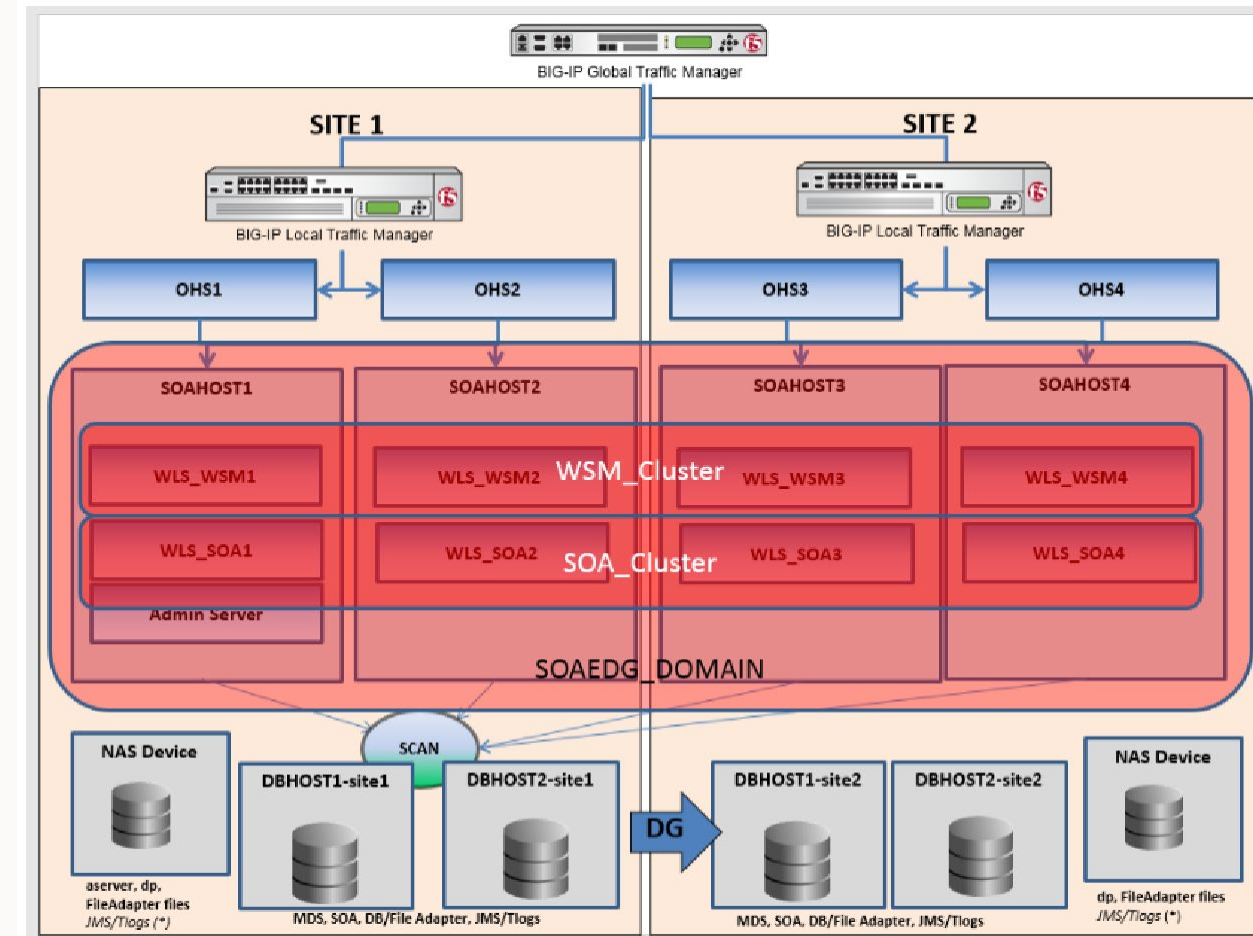 BIG-IP Global Traffic Manager
SITE 1
SITE 2
BIG-IP Local Traffic Manager
BIG-IP Local Traffic Manager
OHS1
OHS2
OHS3
OHS4
SOAHOST1
SOAHOST2
SOAHOST3
SOAHOST4
WLS_WSM1
WLS_WSM2
WSM_Cluster
WLS_WSM3
WLS_WSM4
WLS_SOA1
WLS_SOA2
SOA_Cluster
WLS_SOA3
WLS_SOA4
Admin Server
SOAEDG_DOMAIN
SCAN
NAS Device
DBHOST1-site1
DBHOST2-site1
DG
DBHOST1-site2
DBHOST2-site2
NAS Device
aserver, dp,
FileAdapter files
JMS/Tlogs (*)
MDS, SOA, DB/File Adapter, JMS/Tlogs
MDS, SOA, DB/File Adapter, JMS/Tlogs
dp, FileAdapter files
JMS/Tlogs (*)